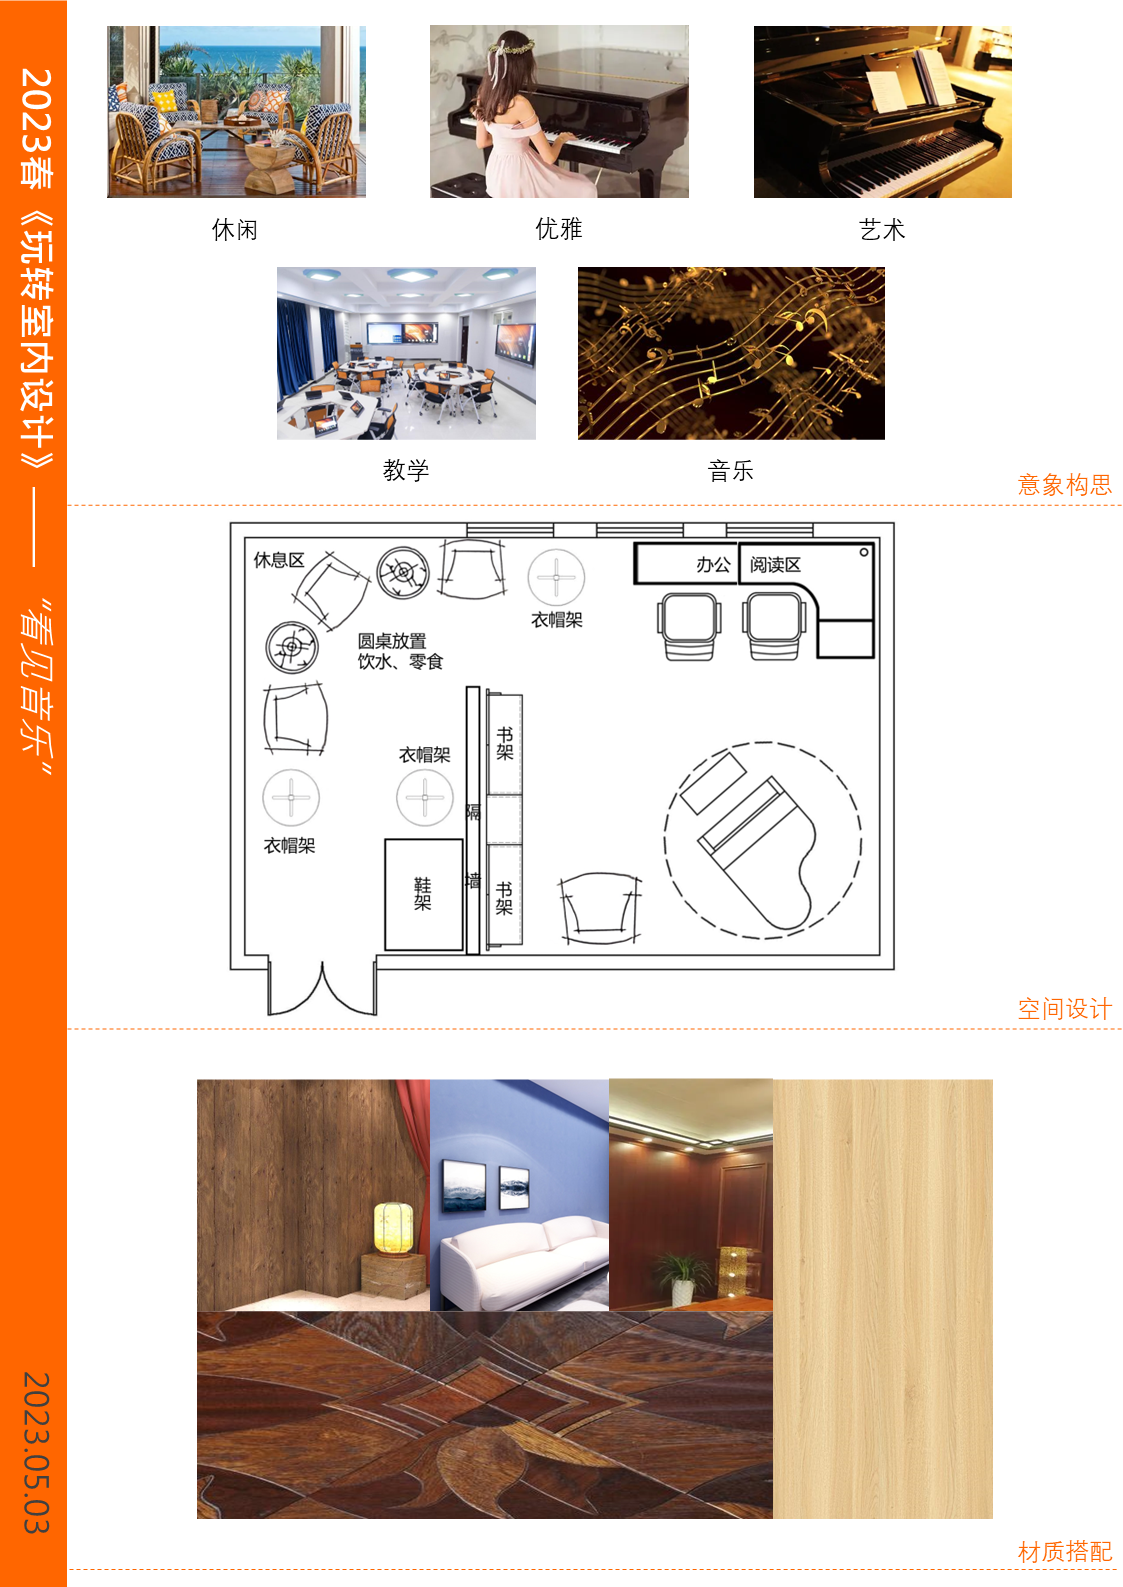 2023春《玩转室内设计》——“看见音乐”
2023.05.03
休闲
优雅
艺术
教学
音乐
意象构思
休息区
办公
阅读区
衣帽架
圆桌放置
饮水、零食
书架
衣帽架
隔墙
衣帽架
鞋架
书架
空间设计
材质搭配